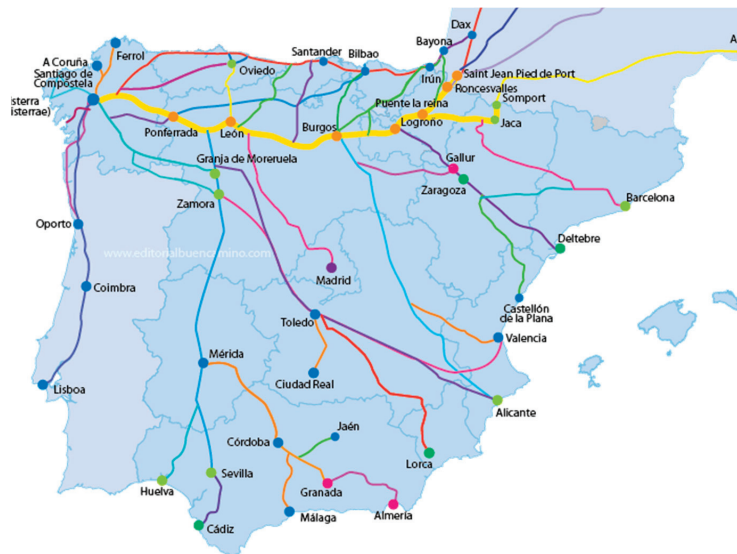 Dax
Ferrol
Santander
Bilbao
Bayona
A Coruña
Santiago de
Compóstela
Oviedo
Irún
Saint Jean Pied de Port
Roncesvalles
isterra
isterrae)
Puente la reina
Somport
Ponferrada
León
Burgos
Logroño
Jaca
Granja de Moreruela
Gallur
Zaragoza
Zamora
Barcelona
Oporto
www.editorialbuencamino.com
Deltebre
Madrid
Coimbra
Castellón
de la Plana
Toledo
Valencia
Mérida
Ciudad Real
Lisboa
Alicante
Jaén
Córdoba
Lorca
Sevilla
Huelva
Granada
Cádiz
Málaga
Almería
A